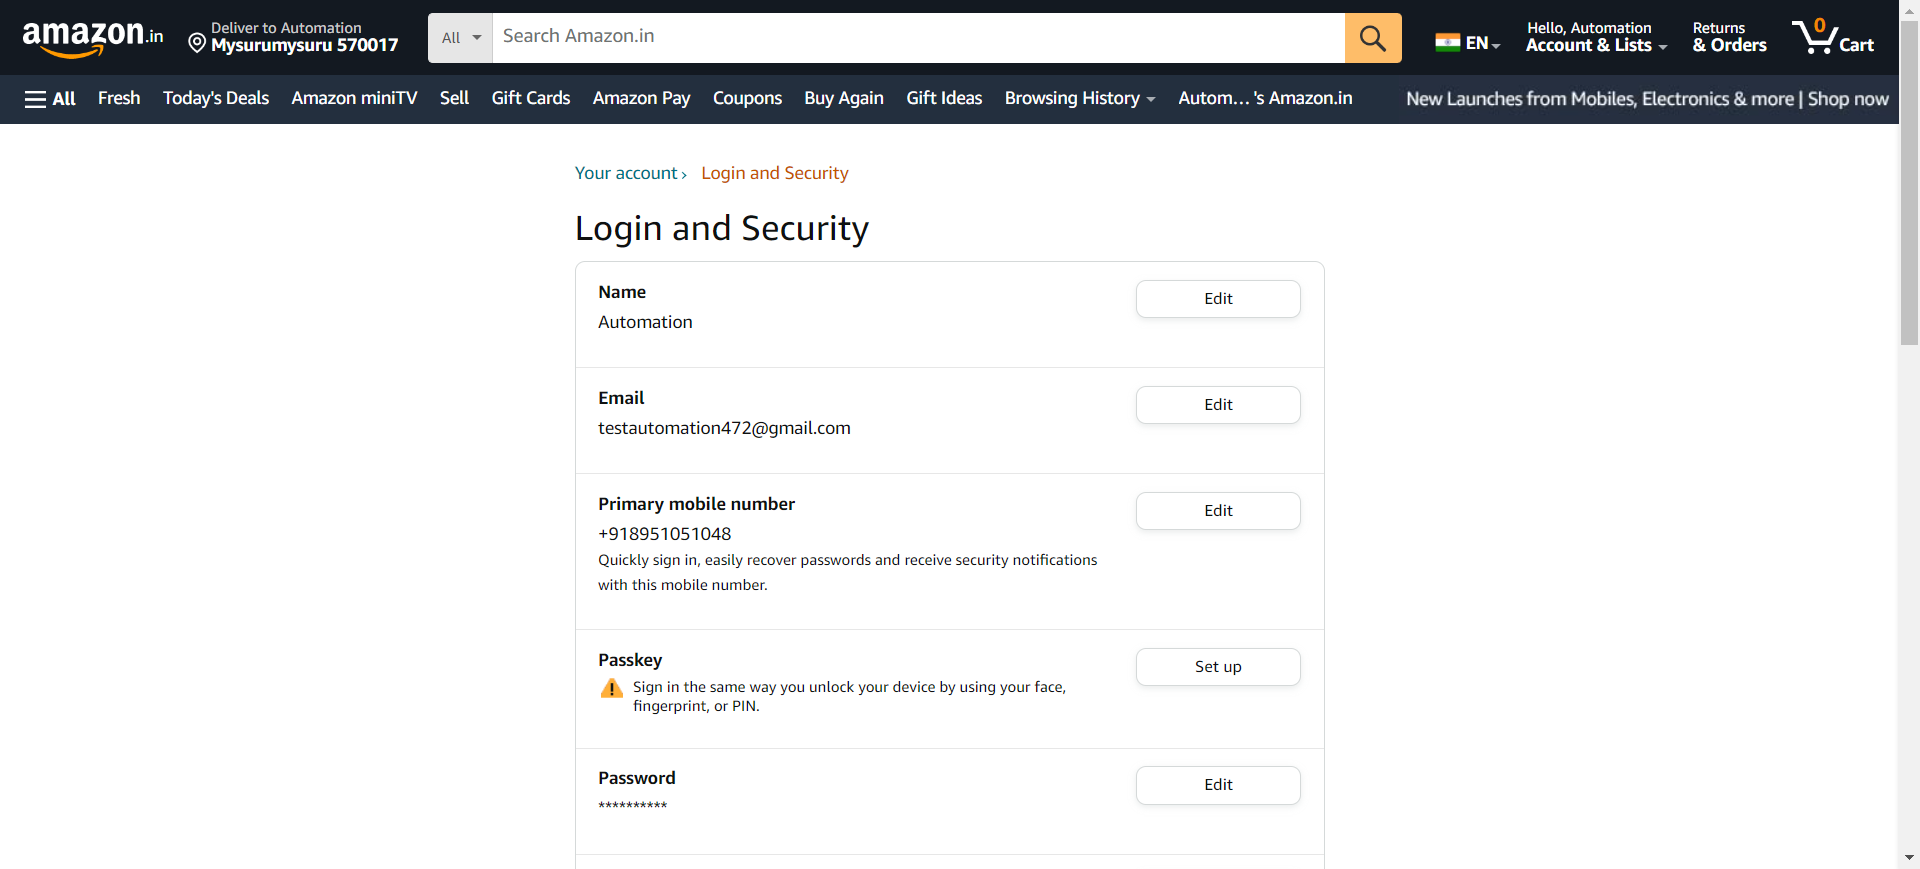 amazon.in
Deliver to Automation
Mysurumysuru 570017
All
Search Amazon.in
EN
Hello, Automation
Account & Lists
Returns
& Orders
0
Cart
All Fresh Today's Deals Amazon miniTV Sell Gift Cards Amazon Pay Coupons Buy Again Gift Ideas Browsing History Autom... 's Amazon.in New Launches from Mobiles, Electronics & more | Shop now
Your account › Login and Security
Login and Security
Name
Edit
Automation
Email
Edit
testautomation472@gmail.com
Primary mobile number
Edit
+918951051048
Quickly sign in, easily recover passwords and receive security notifications
with this mobile number.
Passkey
Set up
Sign in the same way you unlock your device by using your face,
fingerprint, or PIN.
Password
Edit
**********